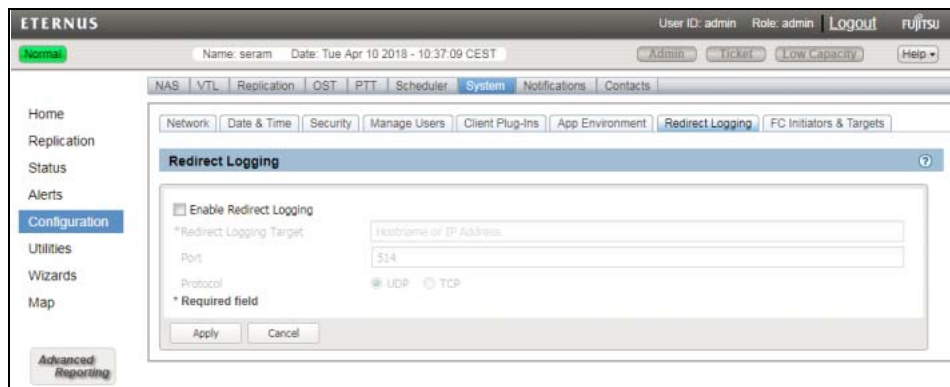 ETERNUS User ID: admin Role: admin Logout FUJITSU
Normal Name: seram Date: Tue Apr 10 2018 - 10:37:09 CEST Admin Ticket Low Capacity Help
NAS VTL Replication OST PTT Scheduler System Notifications Contacts
Home
Replication
Status
Alerts
Configuration
Utilities
Wizards
Map
Advanced
Reporting
Network Date & Time Security Manage Users Client Plug-Ins App Environment Redirect Logging FC Initiators & Targets
Redirect Logging ?
Enable Redirect Logging
*Redirect Logging Target Hostname or IP Address.
Port 514
Protocol UDP TCP
* Required field
Apply Cancel